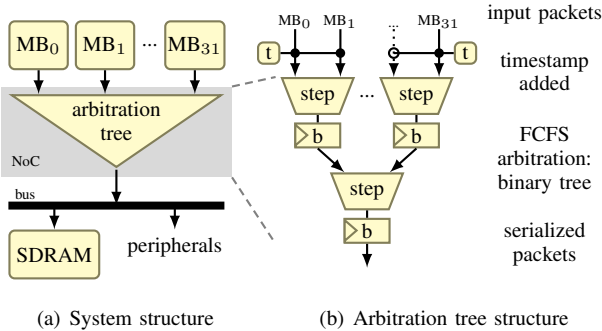 MB0 MB1 ... MB31
arbitration
tree
NoC
bus
SDRAM
peripherals
(a) System structure
MB0 MB1 ... MB31
t t
step ... step
b b
step
b
(b) Arbitration tree structure
input packets
timestamp
added
FCFS
arbitration:
binary tree
serialized
packets